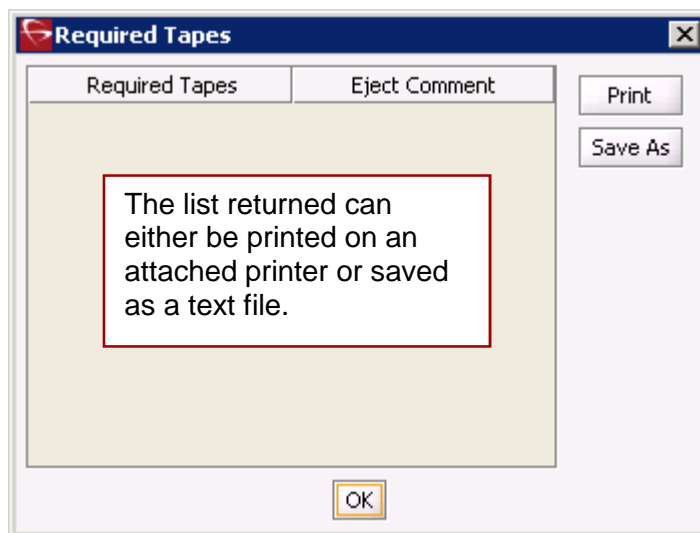 Required Tapes
Required Tapes Eject Comment
Print
Save As
The list returned can
either be printed on an
attached printer or saved
as a text file.
OK